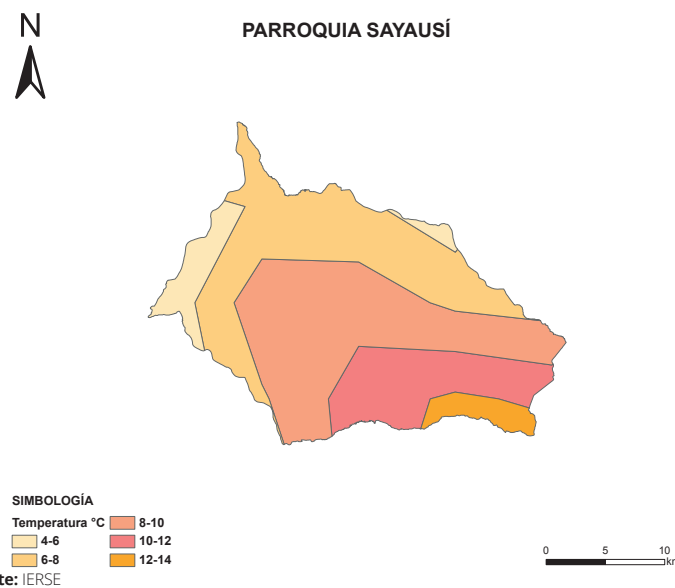 N
PARROQUIA SAYAUSÍ
SIMBOLOGÍA
Temperatura °C
4-6
6-8
8-10
10-12
12-14
0 5 10
km
te: IERSE